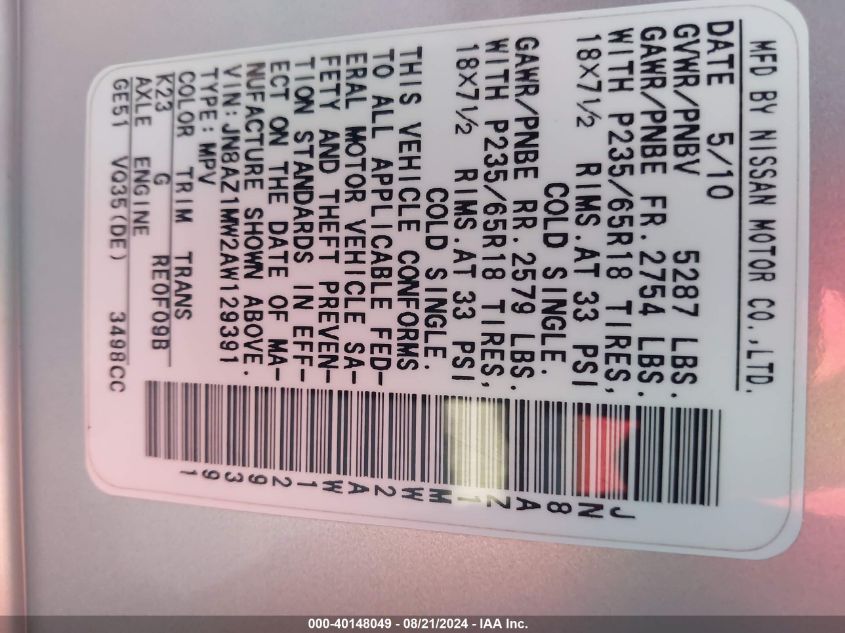 MFD BY NISSAN MOTOR CO.,LTD.
DATE 5/10
GVWR/PNBV 5287 LBS.
GAWR/PNBE FR. 2754 LBS.
WITH P235/65R18 TIRES,
18X7½ RIMS.AT 33 PSI
COLD SINGLE.
GAWR/PNBE RR. 2579 LBS.
WITH P235/65R18 TIRES,
18X7½ RIMS.AT 33 PSI
COLD SINGLE.
THIS VEHICLE CONFORMS
TO ALL APPLICABLE FED-
ERAL MOTOR VEHICLE SA-
FETY AND THEFT PREVEN-
TION STANDARDS IN EFF-
ECT ON THE DATE OF MA-
NUFACTURE SHOWN ABOVE.
VIN:JN8AZ1MW2AW129391
TYPE:MPV
COLOR TRIM TRANS
K23 G RE0F09B
AXLE ENGINE
GE51 VQ35(DE) 3498CC
JN8AZ1MW2AW129391
000-40148049 - 08/21/2024 - IAA Inc.